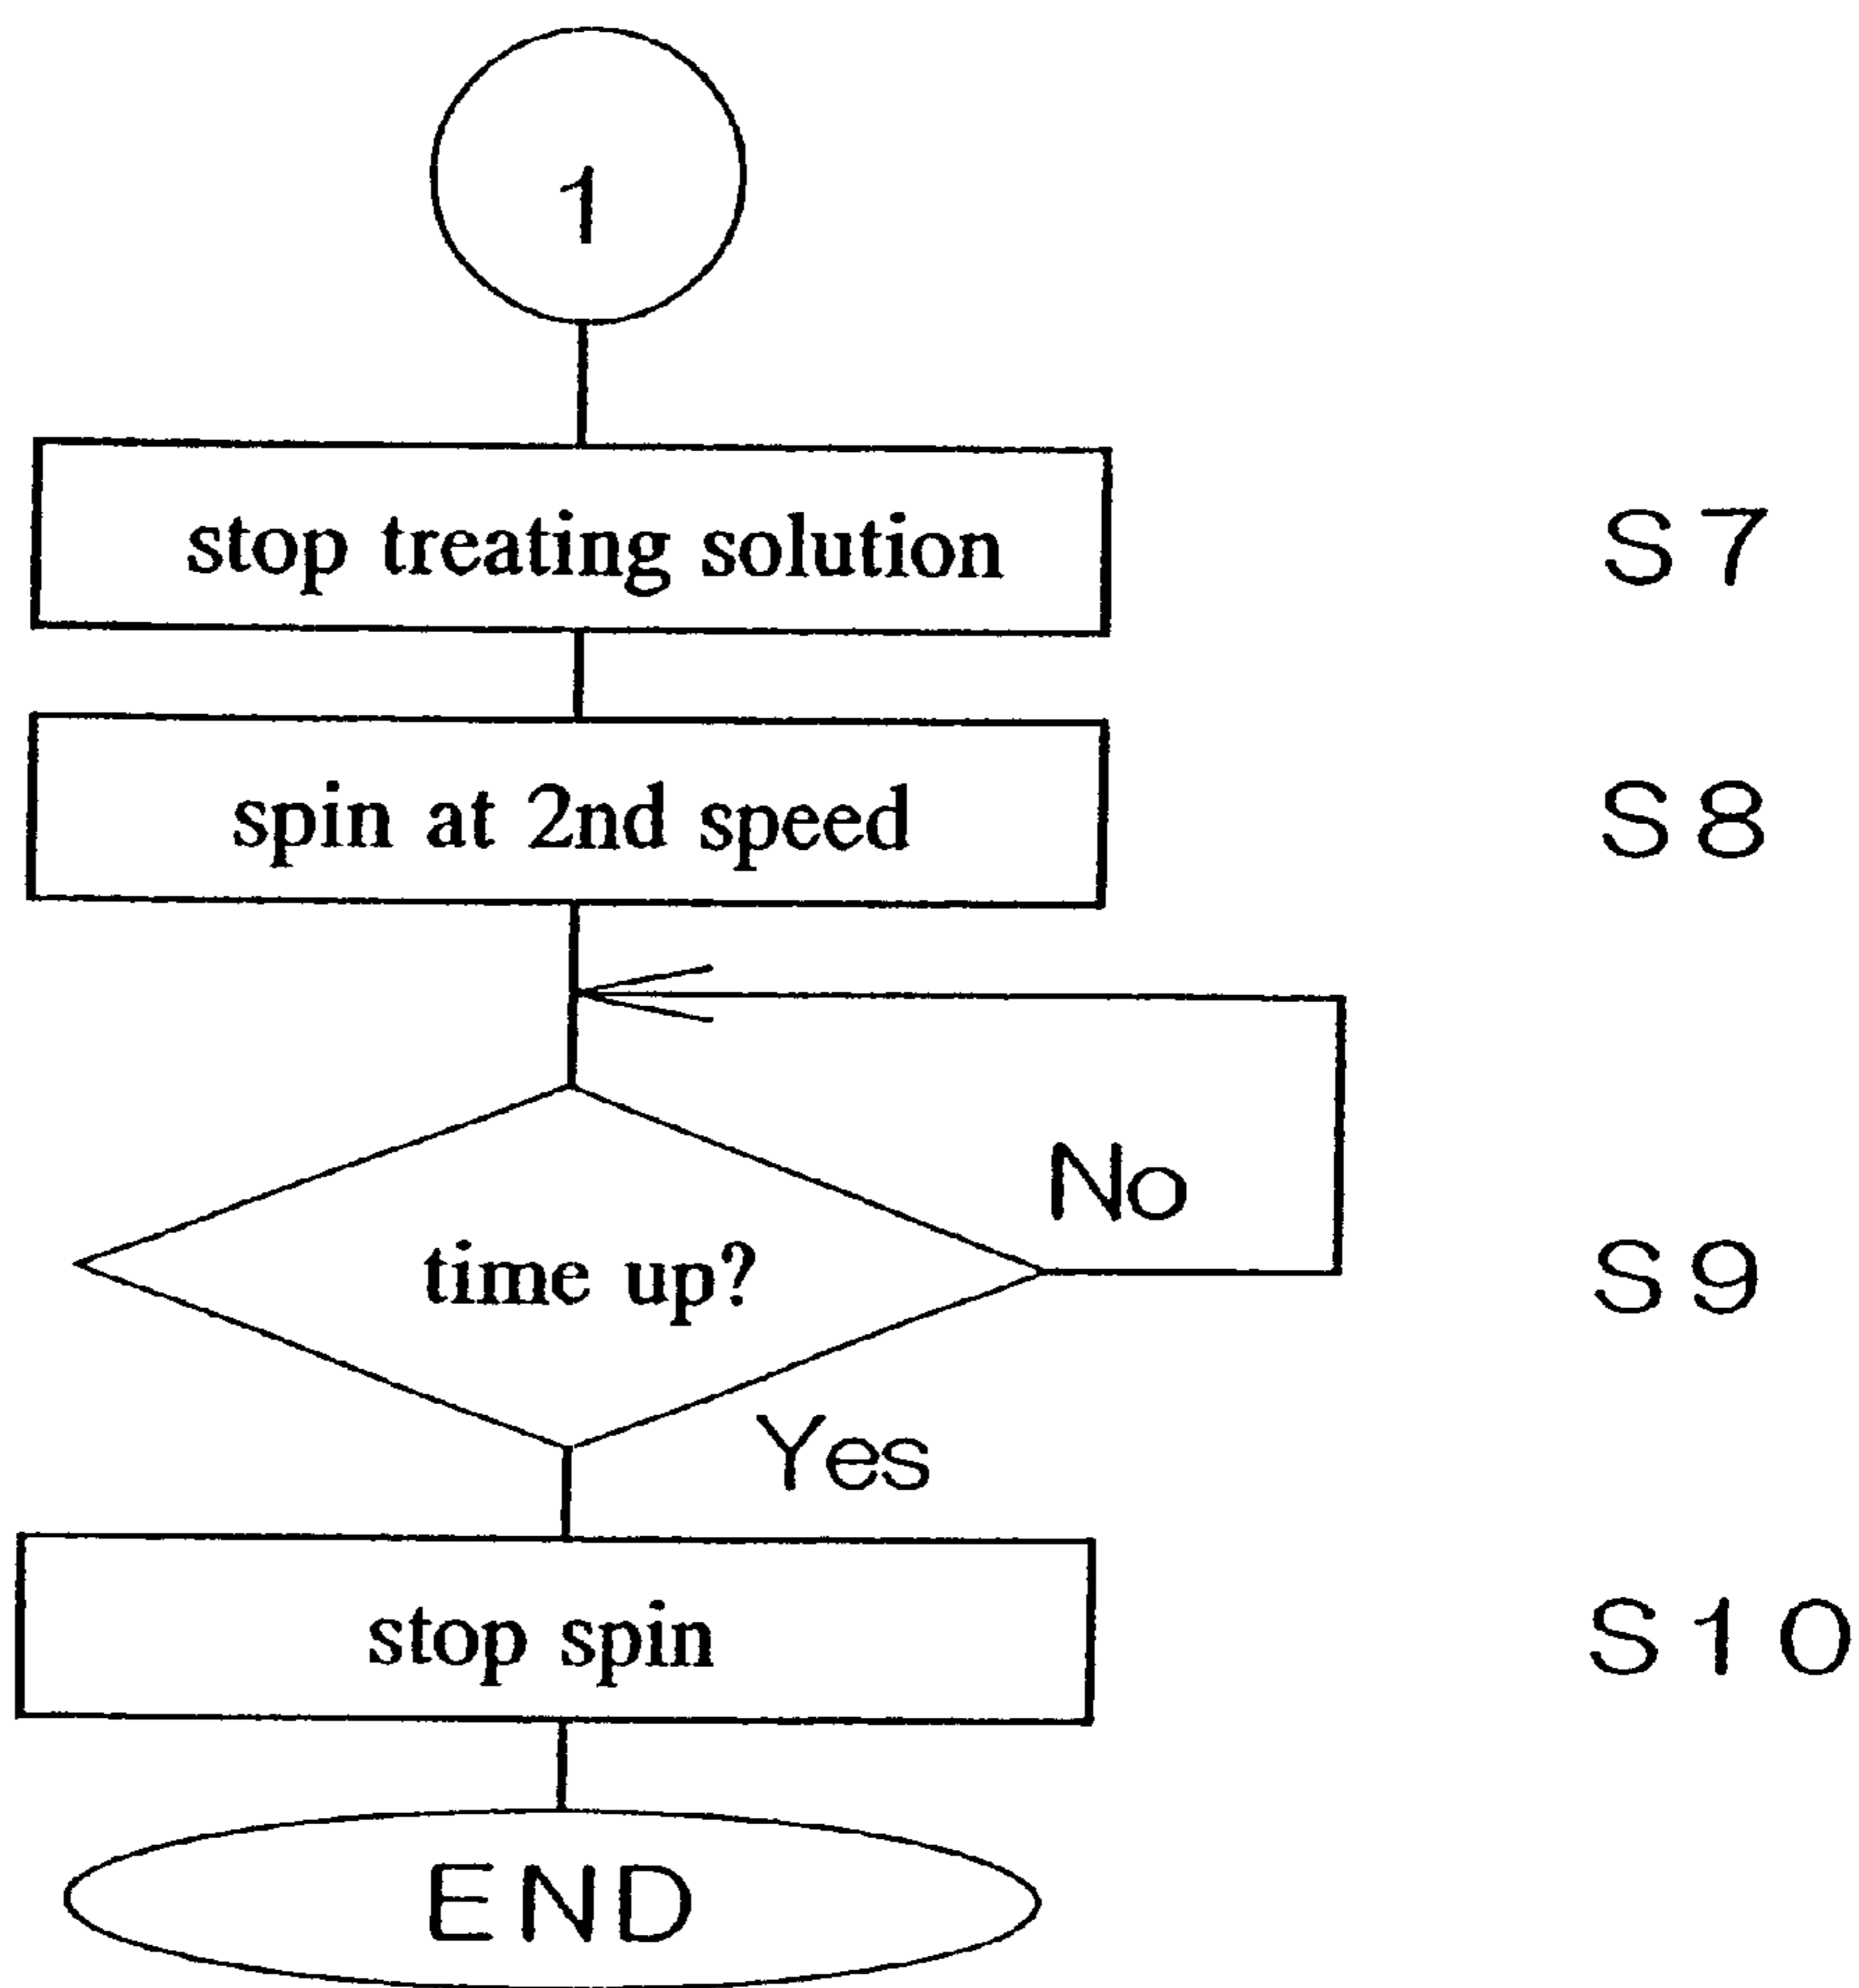 1
stop treating solution S7
spin at 2nd speed S8
No
time up? S9
Yes
stop spin S10
END